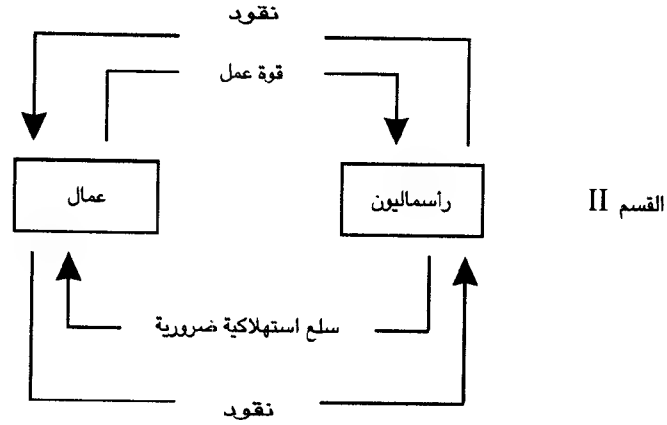 نقود
قوة عمل
القسم II
رأسماليون
عمال
سلع استهلاكية ضرورية
نقود